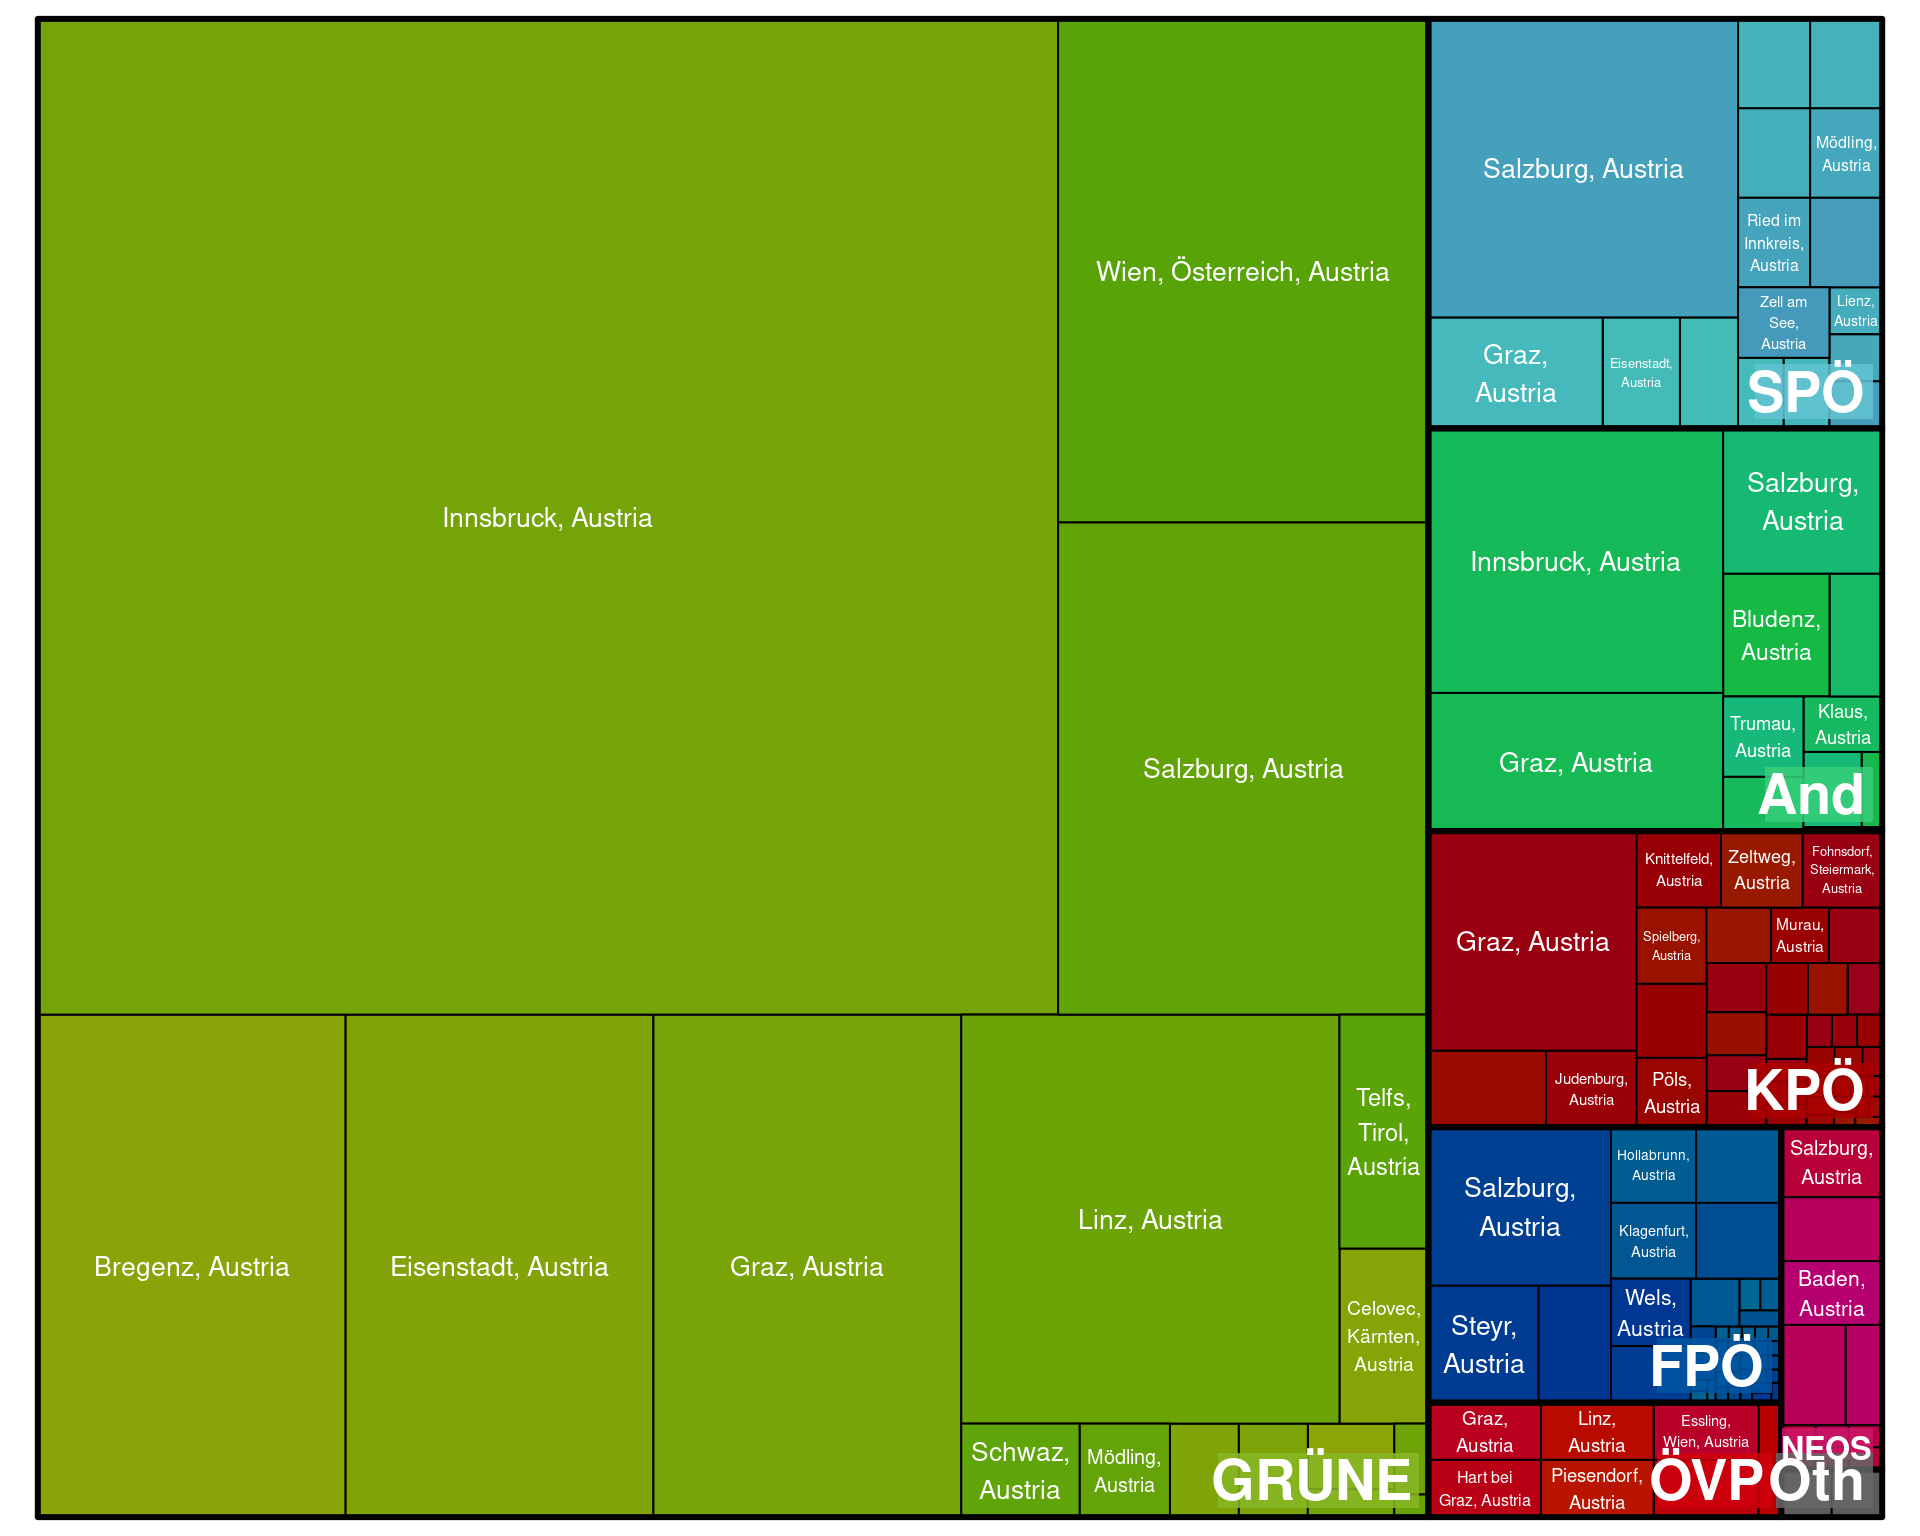 Innsbruck, Austria
Wien, Österreich, Austria
Salzburg, Austria
Bregenz, Austria
Eisenstadt, Austria
Graz, Austria
Linz, Austria
Telfs,
Tirol,
Austria
Celovec,
Kärnten,
Austria
Schwaz,
Austria
Mödling,
Austria
GRÜNE
Salzburg, Austria
Mödling,
Austria
Ried im
Innkreis,
Austria
Zell am
See,
Austria
Lienz,
Austria
Graz,
Austria
Eisenstadt,
Austria
SPÖ
Innsbruck, Austria
Salzburg,
Austria
Bludenz,
Austria
Graz, Austria
Trumau,
Austria
Klaus,
Austria
And
Graz, Austria
Knittelfeld,
Austria
Zeltweg,
Austria
Fohnsdorf,
Steiermark,
Austria
Spielberg,
Austria
Murau,
Austria
Judenburg,
Austria
Pöls,
Austria
KPÖ
Salzburg,
Austria
Hollabrunn,
Austria
Klagenfurt,
Austria
Steyr,
Austria
Wels,
Austria
FPÖ
Salzburg,
Austria
Baden,
Austria
NEOS
Graz,
Austria
Linz,
Austria
Essling,
Wien, Austria
Hart bei
Graz, Austria
Piesendorf,
Austria
ÖVP
Oth